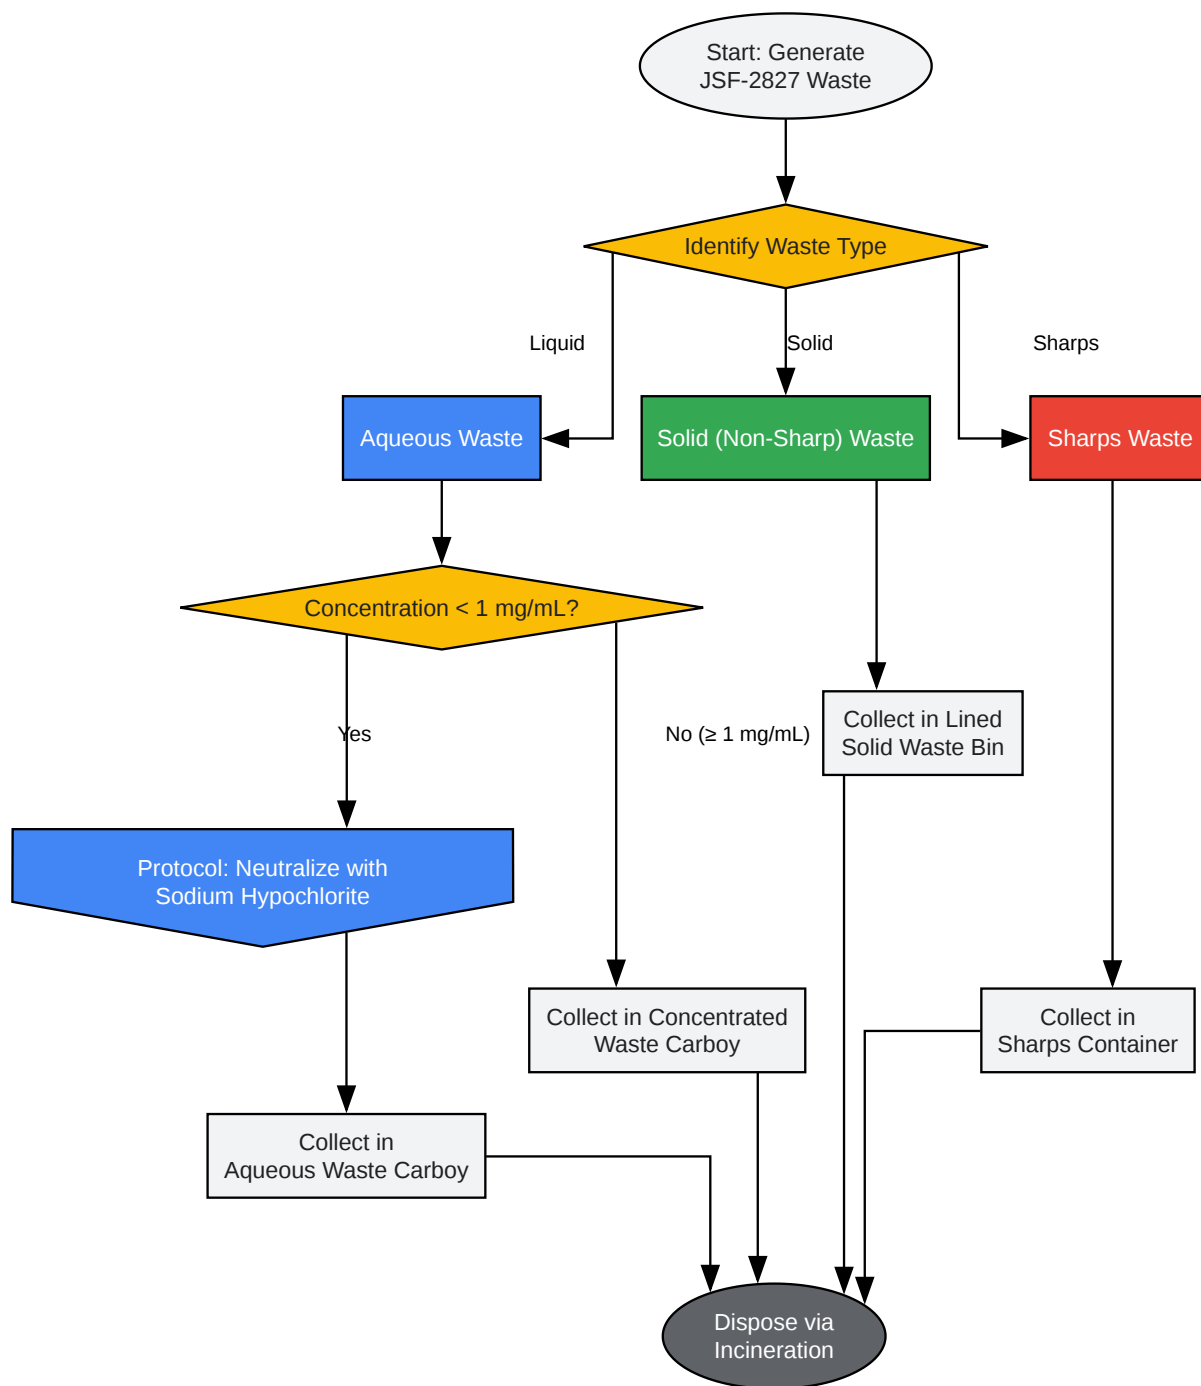 Start: Generate
JSF-2827 Waste
Identify Waste Type
Liquid
Solid
Sharps
Aqueous Waste
Solid (Non-Sharp) Waste
Sharps Waste
Concentration < 1 mg/mL?
Yes
No (≥ 1 mg/mL)
Collect in Lined
Solid Waste Bin
Protocol: Neutralize with
Sodium Hypochlorite
Collect in Concentrated
Waste Carboy
Collect in
Sharps Container
Collect in
Aqueous Waste Carboy
Dispose via
Incineration